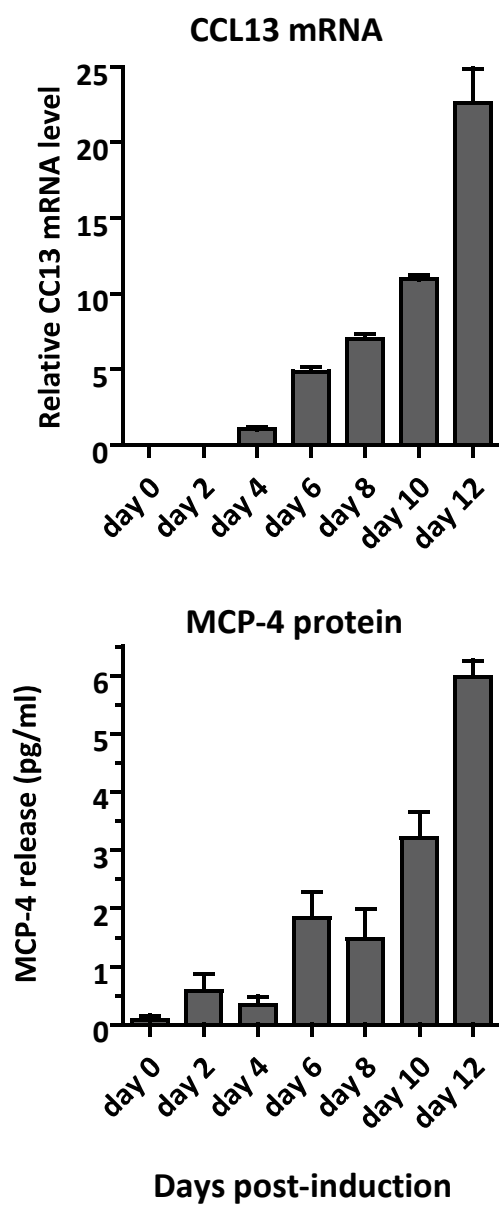 CCL13 mRNA
Relative CC13 mRNA level
25
20
15
10
5
0
day 0
day 2
day 4
day 6
day 8
day 10
day 12
MCP-4 protein
MCP-4 release (pg/ml)
6
5
4
3
2
1
0
day 0
day 2
day 4
day 6
day 8
day 10
day 12
Days post-induction